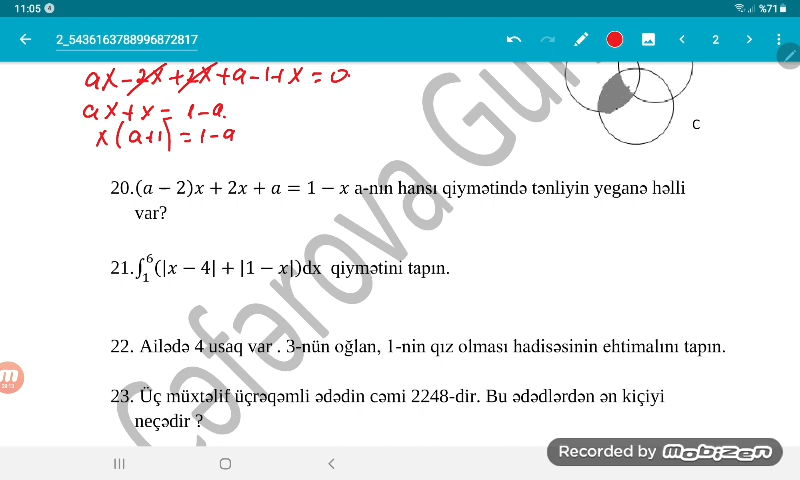 11:05 4
%71
2_5436163788996872817
2
ax - 2x + 2x + a - 1 + x = 0
ax + x = 1 - a.
x(a+1) = 1 - a
C
20.(a − 2)x + 2x + a = 1 − x a-nın hansı qiymətində tənliyin yeganə həlli
var?
21.∫₁⁶(|x − 4| + |1 − x|)dx qiymətini tapın.
22. Ailədə 4 usaq var . 3-nün oğlan, 1-nin qız olması hadisəsinin ehtimalını tapın.
23. Üç müxtəlif üçrəqəmli ədədin cəmi 2248-dir. Bu ədədlərdən ən kiçiyi
neçədir ?
Cəfərova Gün
Recorded by mobizen